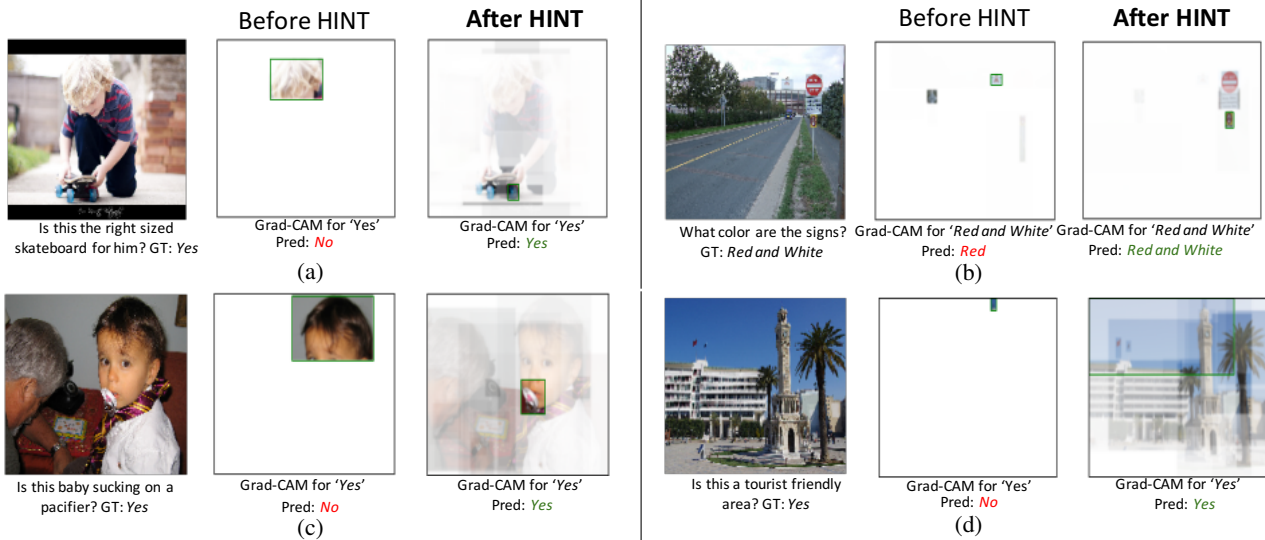 Before HINT
After HINT
Is this the right sized
skateboard for him? GT: Yes
Grad-CAM for 'Yes'
Pred: No
Grad-CAM for 'Yes'
Pred: Yes
(a)
Before HINT
After HINT
What color are the signs?
GT: Red and White
Grad-CAM for 'Red and White'
Pred: Red
Grad-CAM for 'Red and White'
Pred: Red and White
(b)
Is this baby sucking on a
pacifier? GT: Yes
Grad-CAM for 'Yes'
Pred: No
Grad-CAM for 'Yes'
Pred: Yes
(c)
Is this a tourist friendly
area? GT: Yes
Grad-CAM for 'Yes'
Pred: No
Grad-CAM for 'Yes'
Pred: Yes
(d)